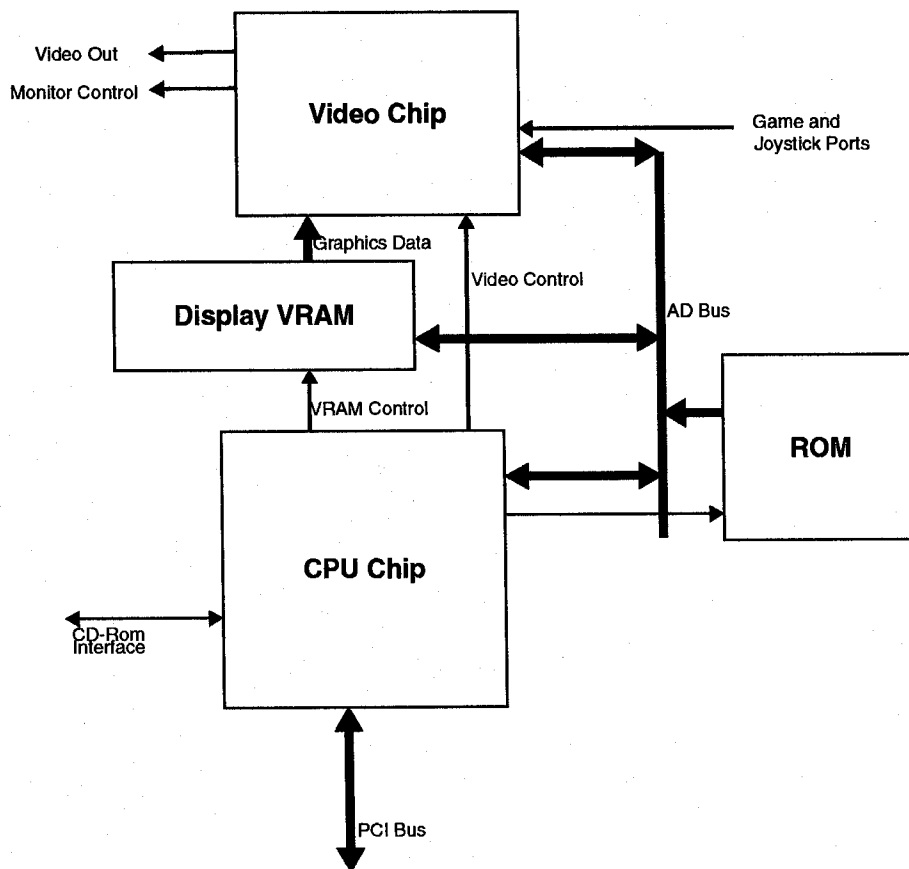 Video Out
Monitor Control
Video Chip
Game and
Joystick Ports
Graphics Data
Video Control
Display VRAM
AD Bus
VRAM Control
ROM
CPU Chip
CD-Rom
Interface
PCI Bus